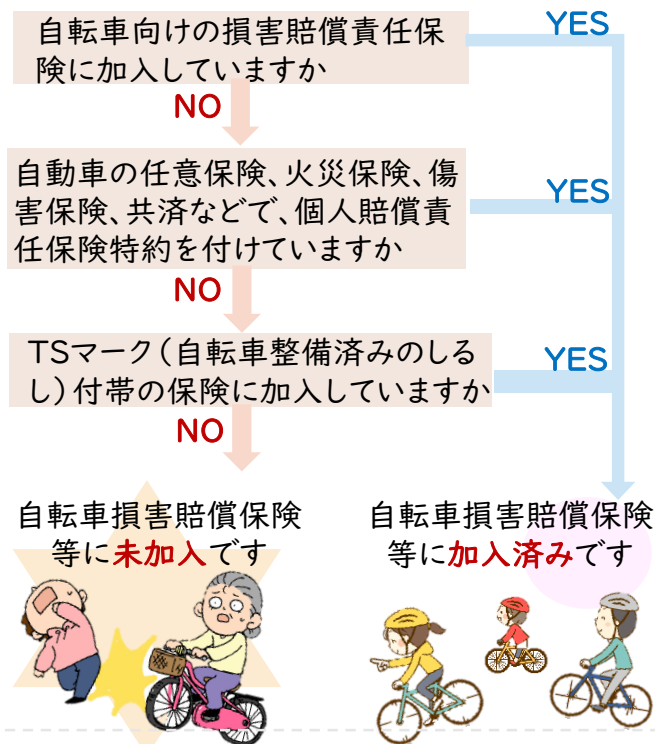 自転車向けの損害賠償責任保
険に加入していますか
YES
NO
自動車の任意保険、火災保険、傷
害保険、共済などで、個人賠償責
任保険特約を付けていますか
YES
NO
TSマーク（自転車整備済みのしる
し）付帯の保険に加入していますか
YES
NO
自転車損害賠償保険
等に未加入です
自転車損害賠償保険
等に加入済みです